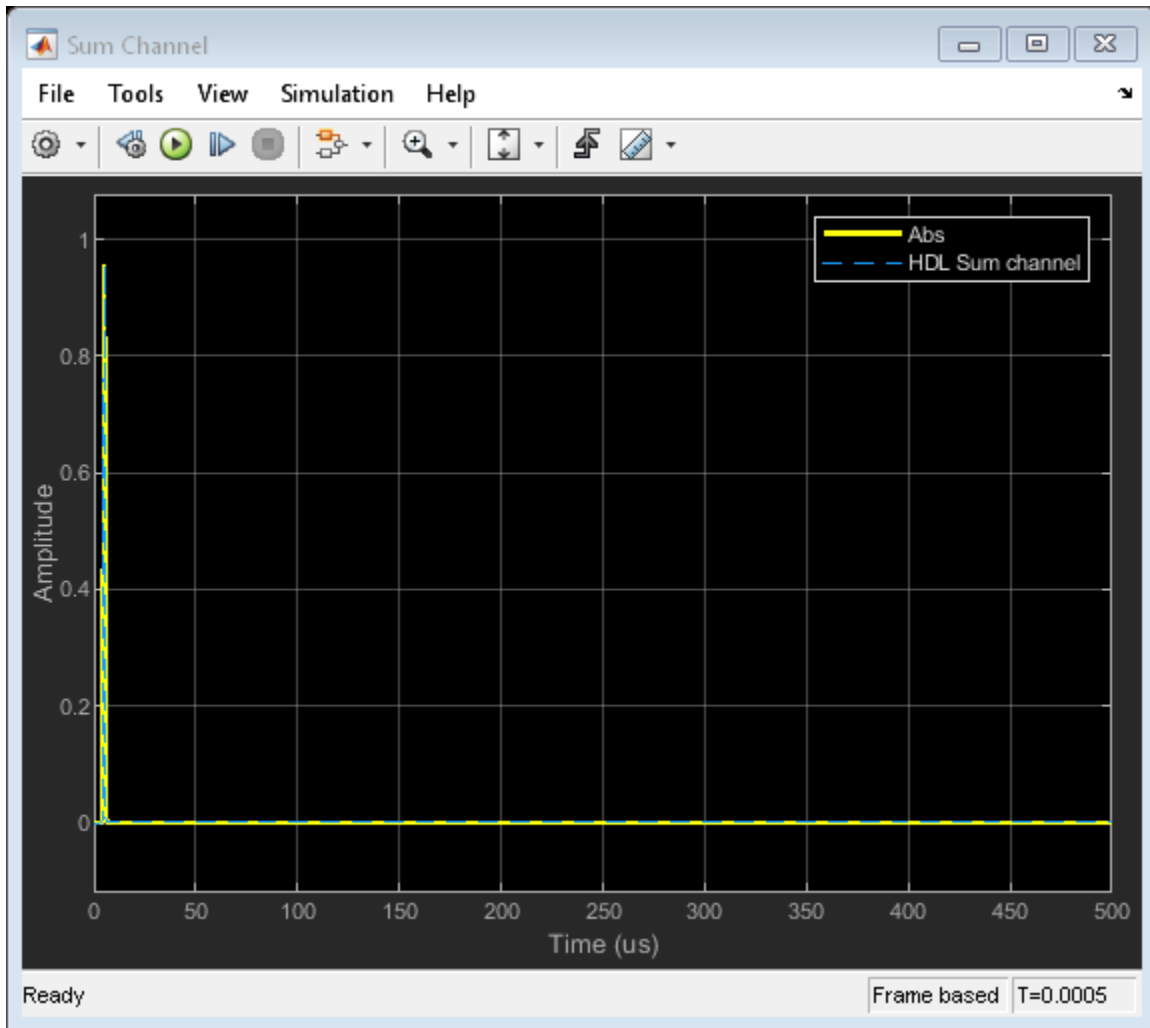 Sum Channel
File Tools View Simulation Help
Abs
HDL Sum channel
1
0.8
0.6
0.4
0.2
0
Amplitude
0 50 100 150 200 250 300 350 400 450 500
Time (us)
Ready Frame based T=0.0005